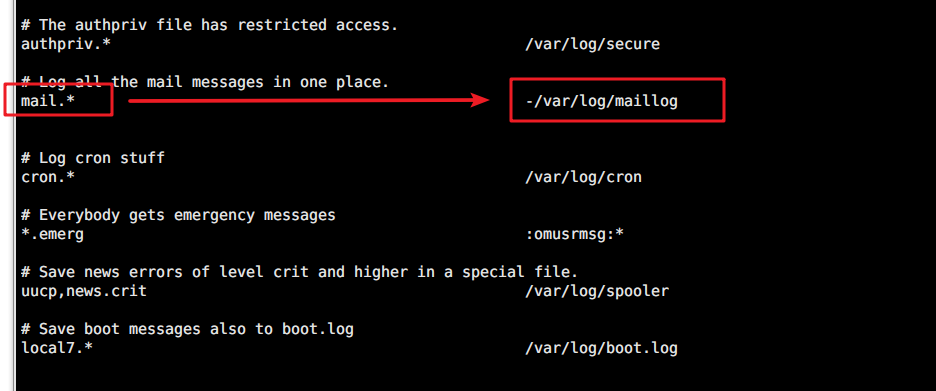 # The authpriv file has restricted access.
authpriv.* /var/log/secure
# Log all the mail messages in one place.
mail.* -/var/log/maillog
# Log cron stuff
cron.* /var/log/cron
# Everybody gets emergency messages
*.emerg :omusrmsg:*
# Save news errors of level crit and higher in a special file.
uucp,news.crit /var/log/spooler
# Save boot messages also to boot.log
local7.* /var/log/boot.log